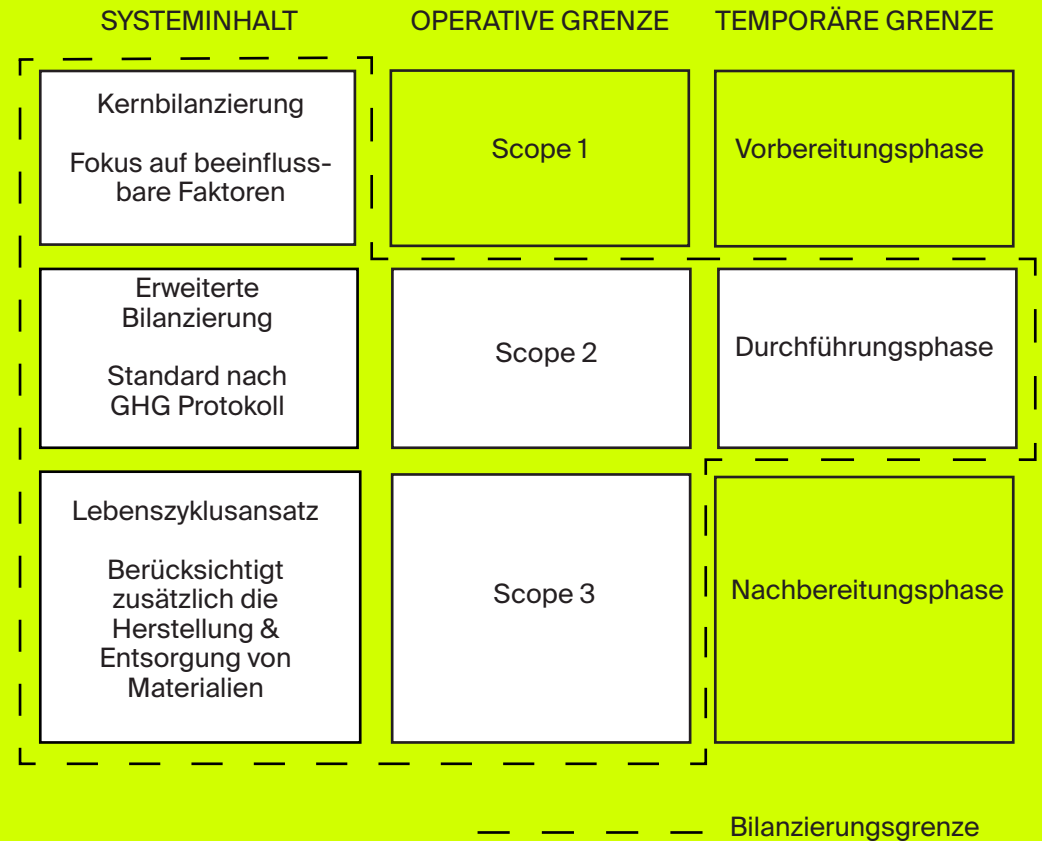 SYSTEMINHALT
OPERATIVE GRENZE
TEMPORÄRE GRENZE
Kernbilanzierung
Fokus auf beeinfluss-
bare Faktoren
Scope 1
Vorbereitungsphase
Erweiterte
Bilanzierung
Standard nach
GHG Protokoll
Scope 2
Durchführungsphase
Lebenszyklusansatz
Berücksichtigt
zusätzlich die
Herstellung &
Entsorgung von
Materialien
Scope 3
Nachbereitungsphase
Bilanzierungsgrenze